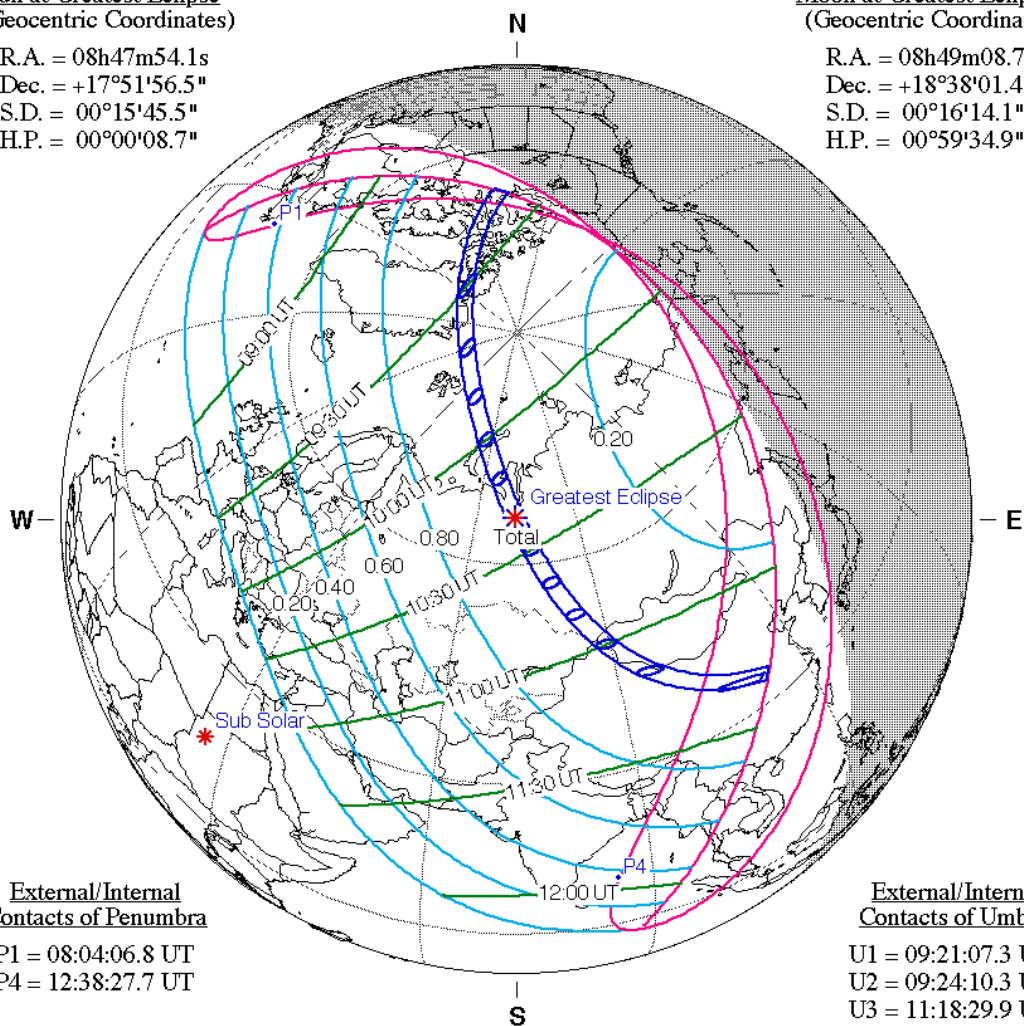 (Geocentric Coordinates)
R.A. = 08h47m54.1s
Dec. = +17°51'56.5"
S.D. = 00°15'45.5"
H.P. = 00°00'08.7"
N
Moon at Greatest Eclipse
(Geocentric Coordina
R.A. = 08h49m08.7
Dec. = +18°38'01.4
S.D. = 00°16'14.1"
H.P. = 00°59'34.9"
P1
09:00 UT
09:30 UT
0.20
10:00 UT
Greatest Eclipse
W
E
0.80
Total
0.60
0.40
0.20
10:30 UT
11:00 UT
Sub Solar
11:30 UT
P4
12:00 UT
External/Internal
Contacts of Penumbra
P1 = 08:04:06.8 UT
P4 = 12:38:27.7 UT
External/Intern
Contacts of Umb
U1 = 09:21:07.3 U
U2 = 09:24:10.3 U
U3 = 11:18:29.9 U
S